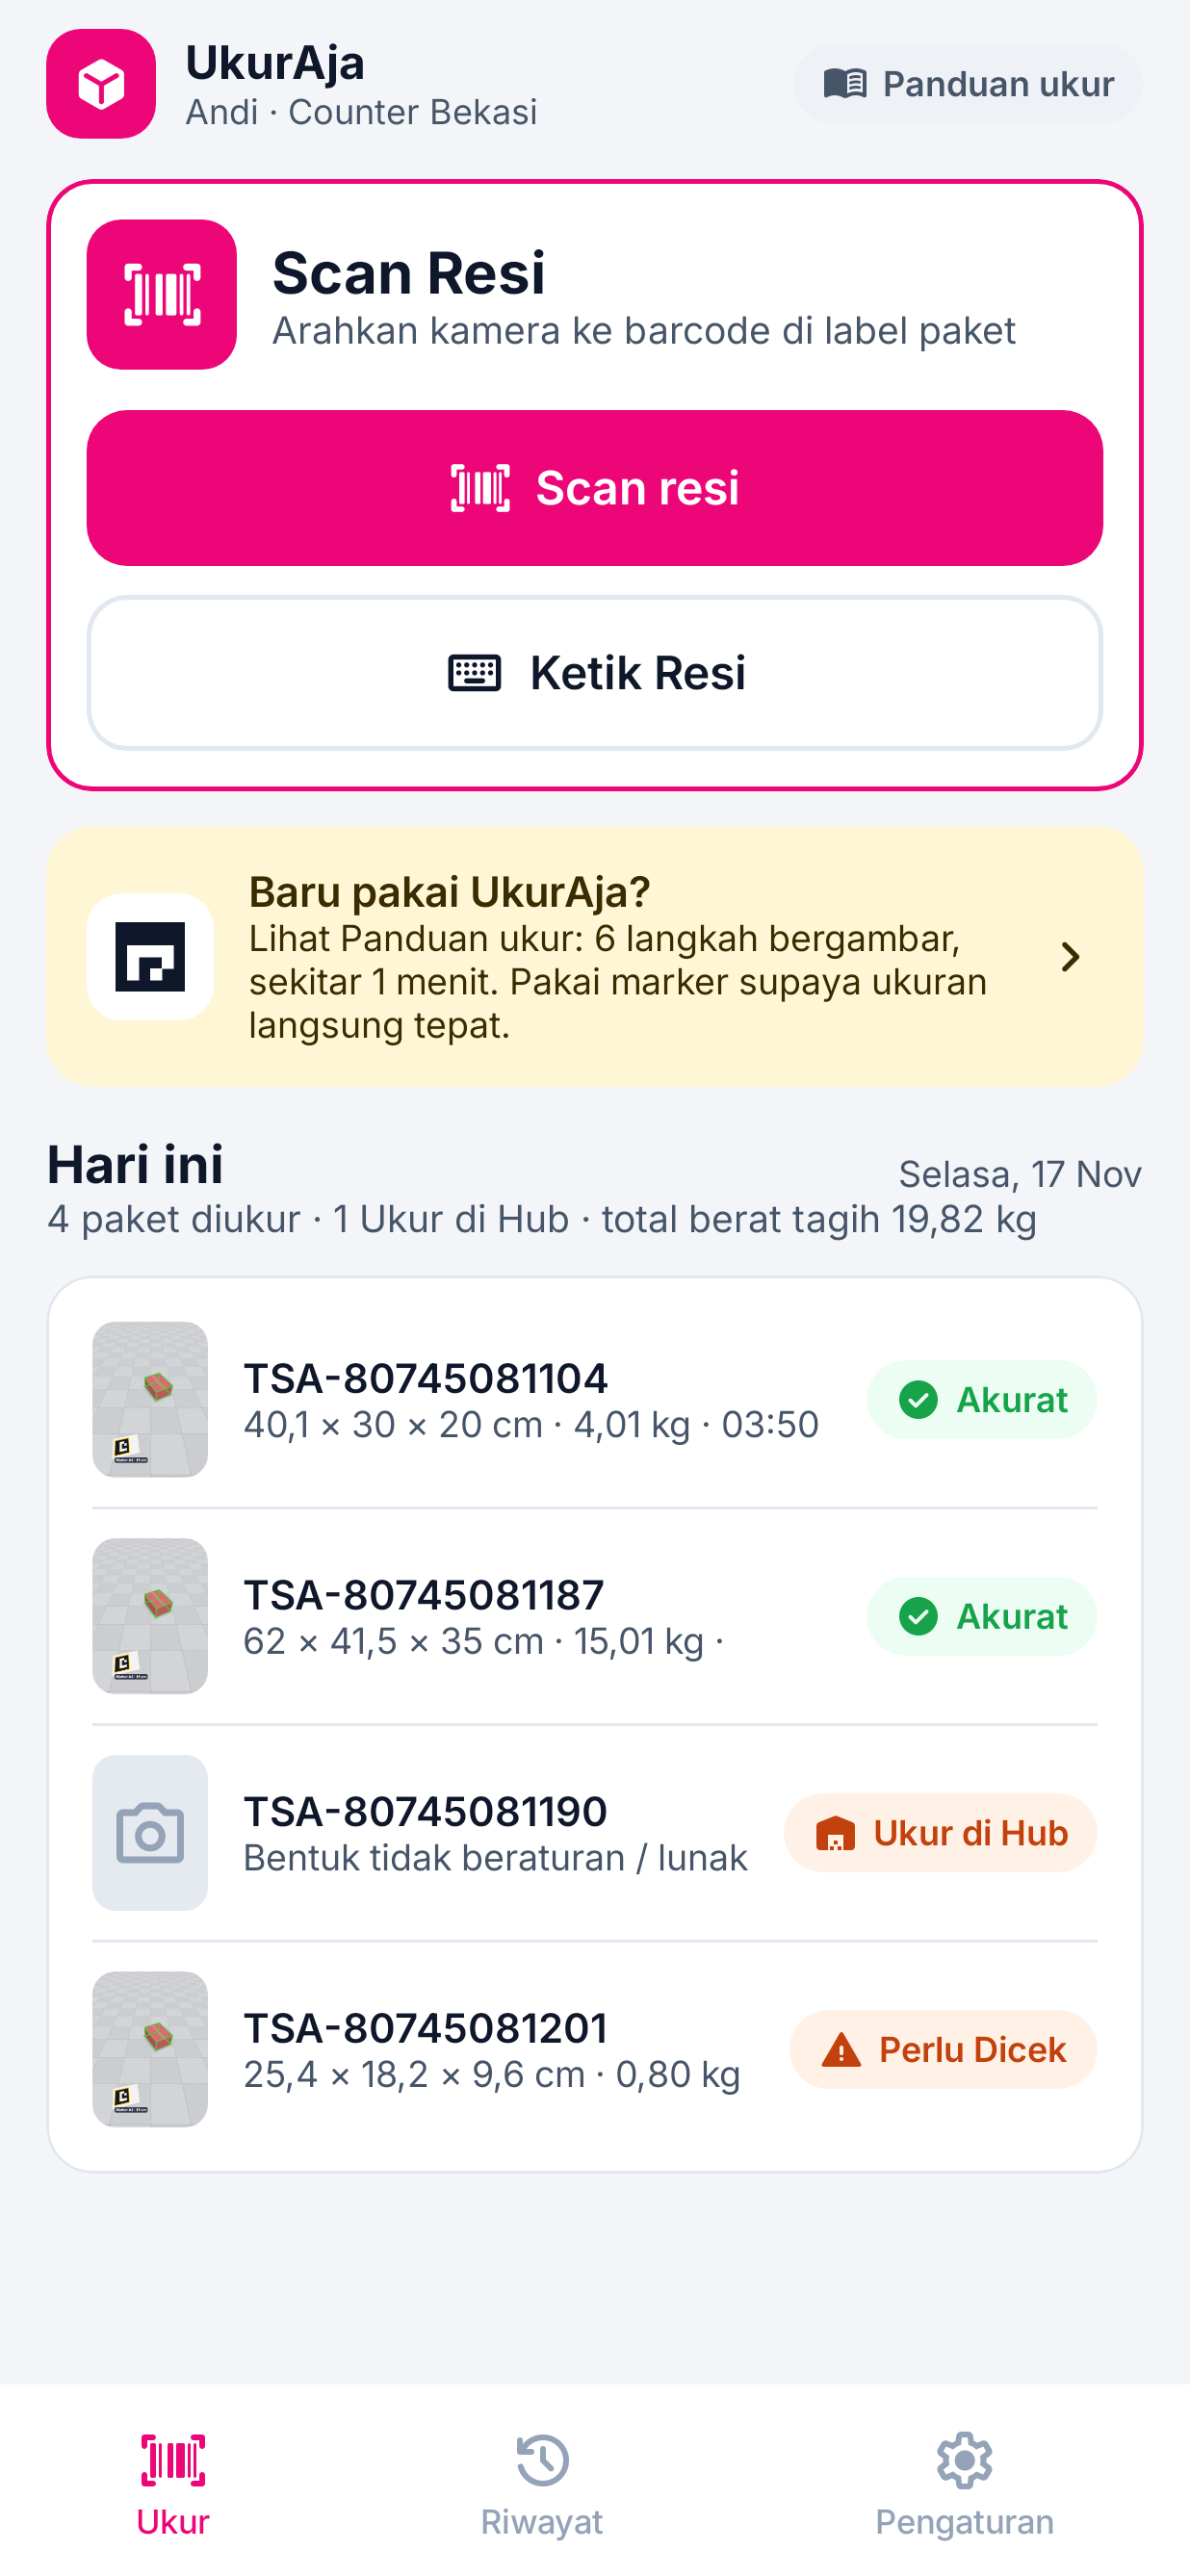 UkurAja
Andi · Counter Bekasi
Panduan ukur
Scan Resi
Arahkan kamera ke barcode di label paket
Scan resi
Ketik Resi
Baru pakai UkurAja?
Lihat Panduan ukur: 6 langkah bergambar,
sekitar 1 menit. Pakai marker supaya ukuran
langsung tepat.
Hari ini
Selasa, 17 Nov
4 paket diukur · 1 Ukur di Hub · total berat tagih 19,82 kg
TSA-80745081104
40,1 × 30 × 20 cm · 4,01 kg · 03:50
Akurat
TSA-80745081187
62 × 41,5 × 35 cm · 15,01 kg ·
Akurat
TSA-80745081190
Bentuk tidak beraturan / lunak
Ukur di Hub
TSA-80745081201
25,4 × 18,2 × 9,6 cm · 0,80 kg
Perlu Dicek
Ukur
Riwayat
Pengaturan